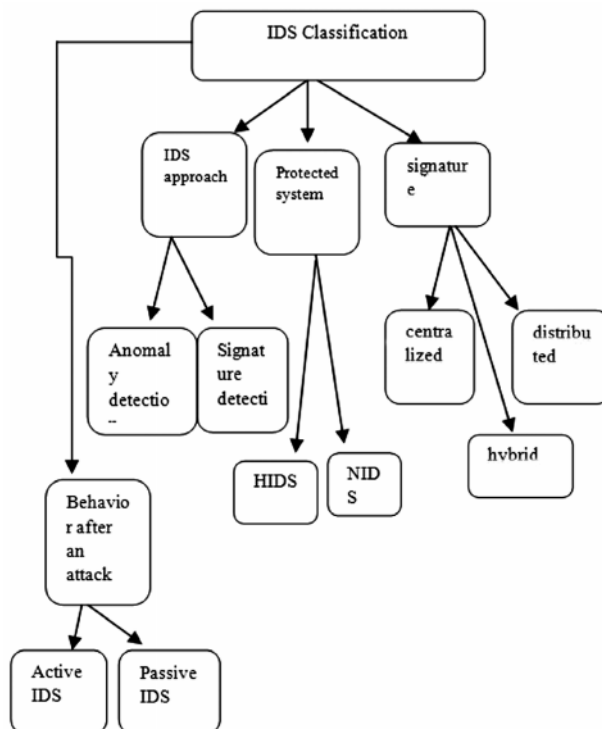 IDS Classification
IDS
approach
Protected
system
signatur
e
Anomaly
y
detectio
Signat
ure
detecti
centra
lized
distribu
ted
HIDS
NID
S
hybrid
Behavio
r after
an
attack
Active
IDS
Passive
IDS